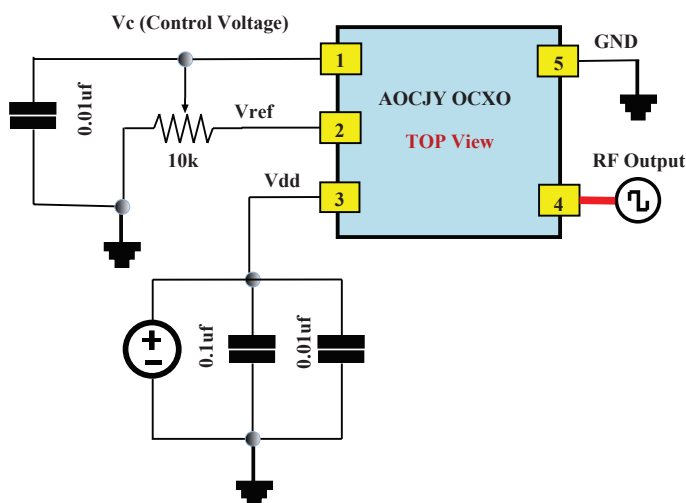 Vc (Control Voltage)
1
5
GND
AOCJY OCXO
0.01uf
Vref
2
TOP View
10k
RF Output
Vdd
3
4
+
−
0.1uf
0.01uf